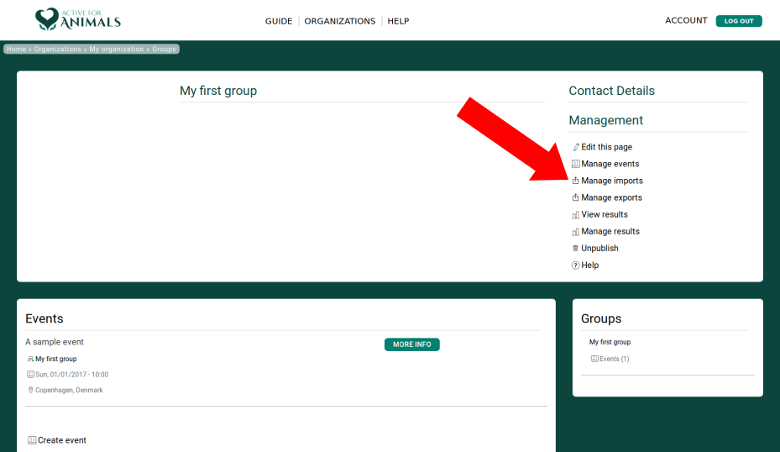 ACTIVE FOR
ANIMALS
GUIDE
ORGANIZATIONS
HELP
ACCOUNT
LOG OUT
Home » Organizations » My organization » Groups
My first group
Contact Details
Management
Edit this page
Manage events
Manage imports
Manage exports
View results
Manage results
Unpublish
Help
Events
A sample event
MORE INFO
My first group
Sun, 01/01/2017 - 10:00
Copenhagen, Denmark
Create event
Groups
My first group
Events (1)